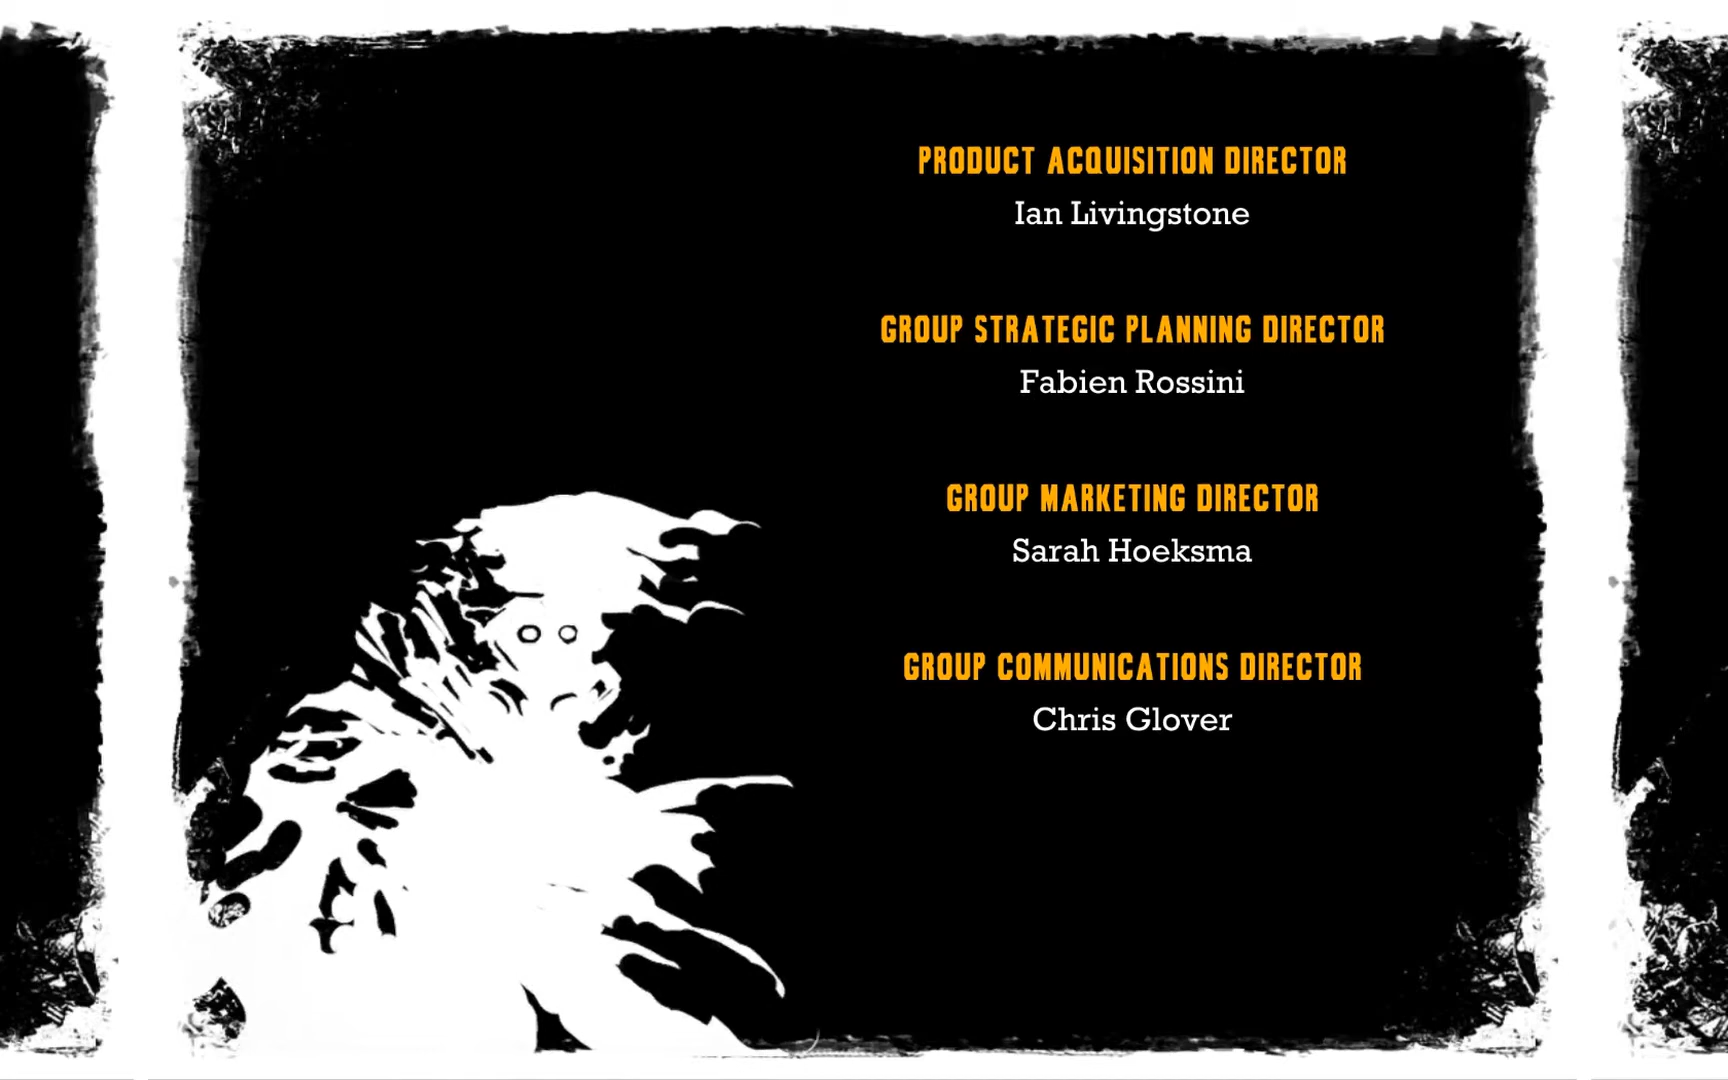 PRODUCT ACQUISITION DIRECTOR
Ian Livingstone
GROUP STRATEGIC PLANNING DIRECTOR
Fabien Rossini
GROUP MARKETING DIRECTOR
Sarah Hoeksma
GROUP COMMUNICATIONS DIRECTOR
Chris Glover